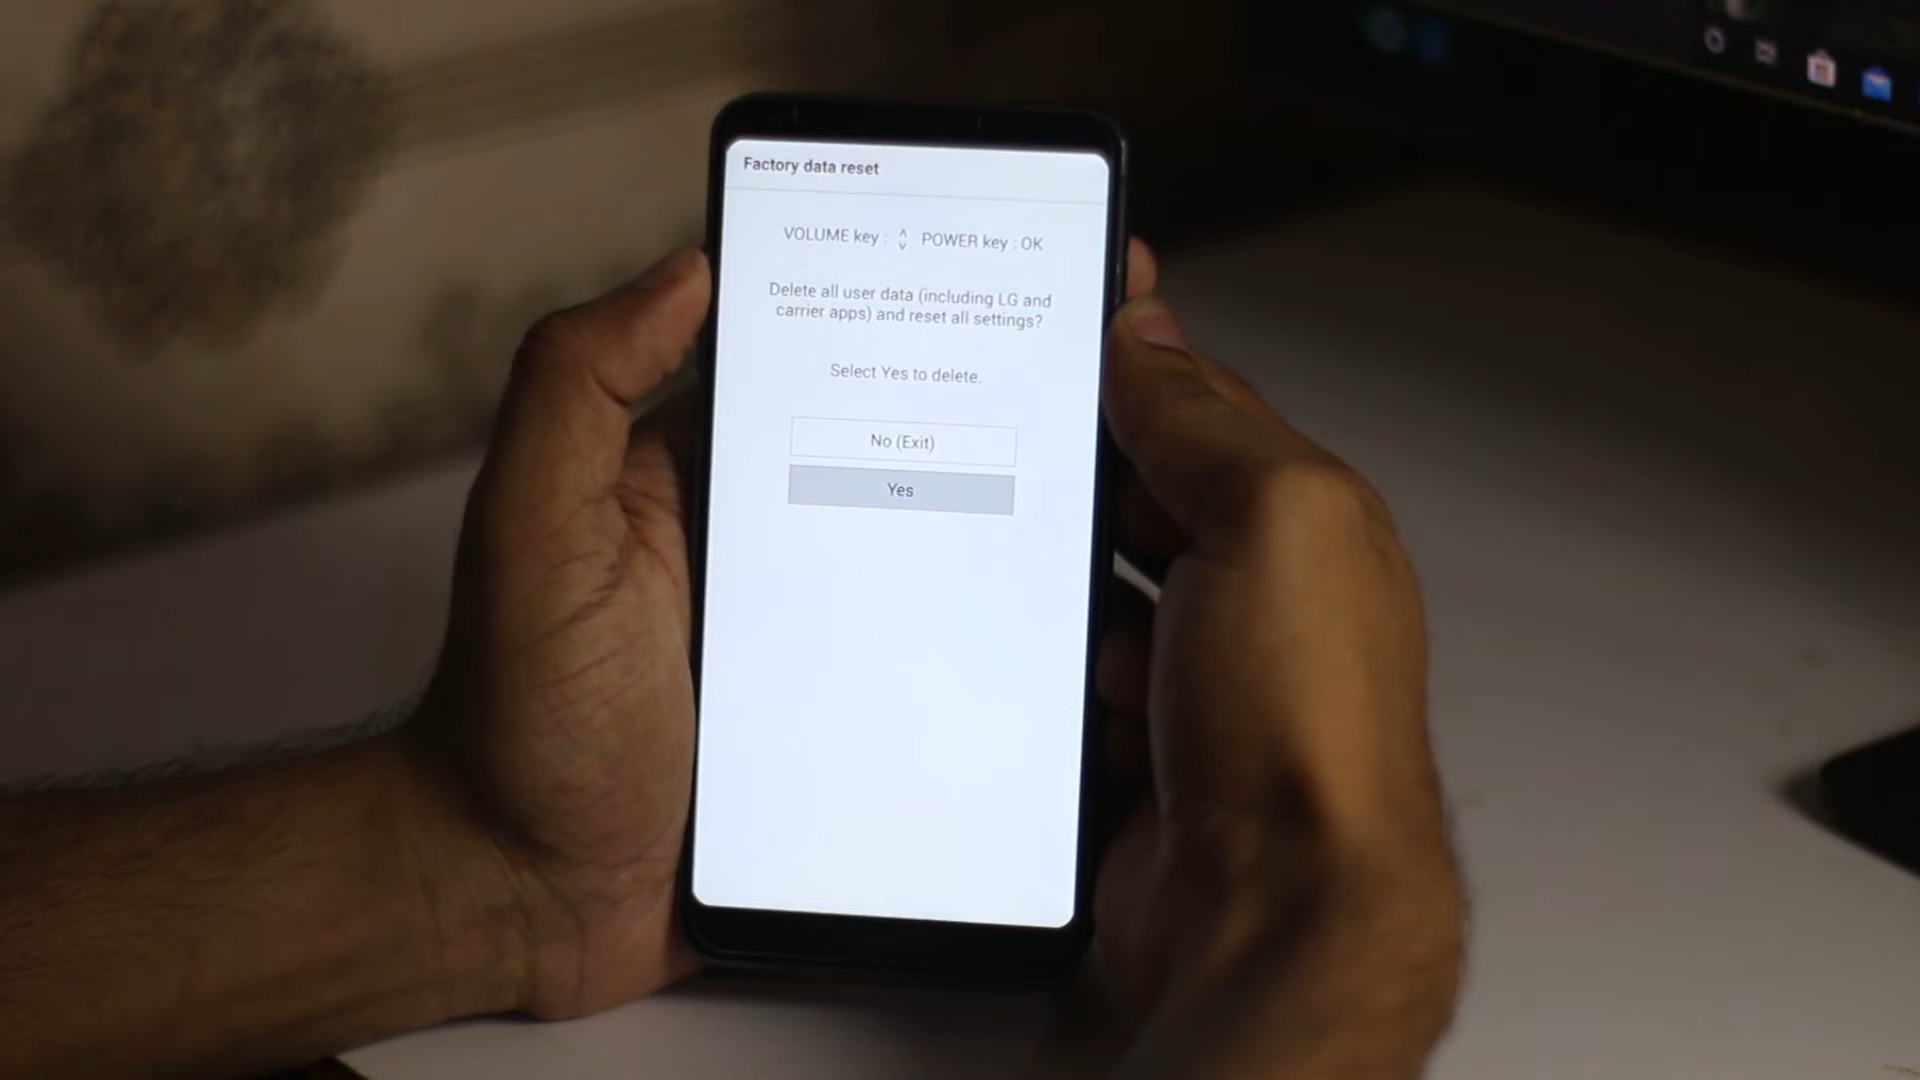 Factory data reset
VOLUME key : POWER key : OK
Delete all user data (including LG and
carrier apps) and reset all settings?
Select Yes to delete.
No (Exit)
Yes